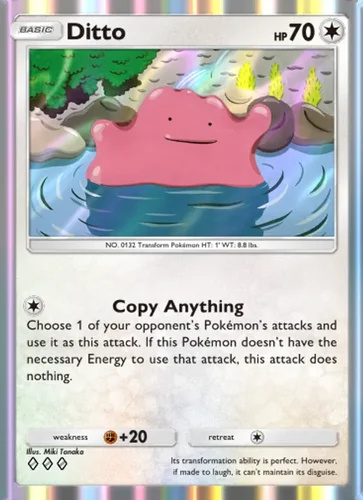 BASIC Ditto HP 70
NO. 0132 Transform Pokémon HT: 1' WT: 8.8 lbs.
Copy Anything
Choose 1 of your opponent's Pokémon's attacks and
use it as this attack. If this Pokémon doesn't have the
necessary Energy to use that attack, this attack does
nothing.
weakness +20 retreat
Illus. Miki Tanaka
Its transformation ability is perfect. However,
if made to laugh, it can't maintain its disguise.